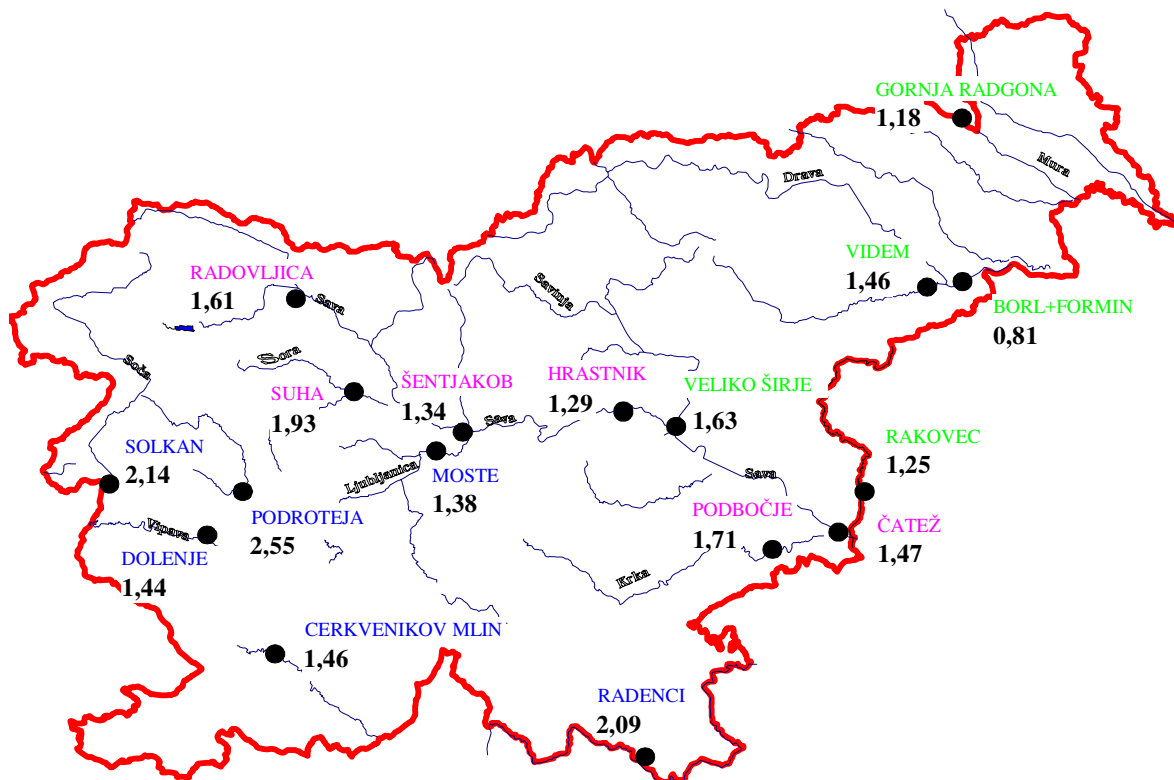 GORNJA RADGONA
1,18
Mura
Drava
VIDEM
1,46
BORL+FORMIN
0,81
RADOVLJICA
1,61
Sava
Savinja
Sora
Soča
SUHA
1,93
ŠENTJAKOB
1,34
Sava
HRASTNIK
1,29
VELIKO ŠIRJE
1,63
SOLKAN
2,14
Ljubljanica
MOSTE
1,38
Sava
RAKOVEC
1,25
PODROTEJA
2,55
Vipava
DOLENJE
1,44
PODBOČJE
1,71
ČATEŽ
1,47
Krka
CERKVENIKOV MLIN
1,46
RADENCI
2,09